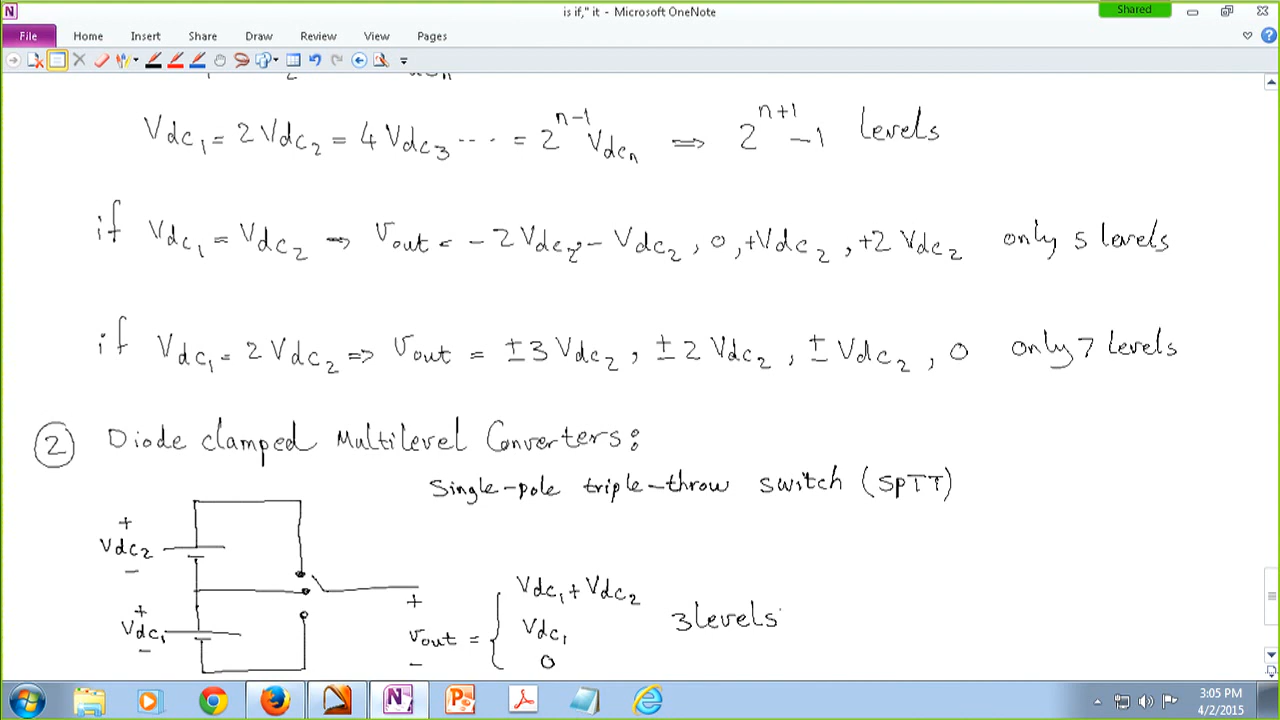 is if," it - Microsoft OneNote
Shared
File Home Insert Share Draw Review View Pages
Vdc1 = 2Vdc2 = 4Vdc3 ---- = 2^(n-1) Vdcn ⇒ 2^(n+1) - 1 levels
if Vdc1 = Vdc2 ⇒ Vout = -2Vdc2, -Vdc2, 0, +Vdc2, +2Vdc2 only 5 levels
if Vdc1 = 2Vdc2 ⇒ Vout = ±3Vdc2, ±2Vdc2, ±Vdc2, 0 only 7 levels
② Diode clamped Multilevel Converters:
Single-pole triple-throw switch (SPTT)
+
Vdc2
-
+
Vdc1
-
+
Vout = { Vdc1 + Vdc2
Vdc1
0
-
3 levels
3:05 PM
4/2/2015